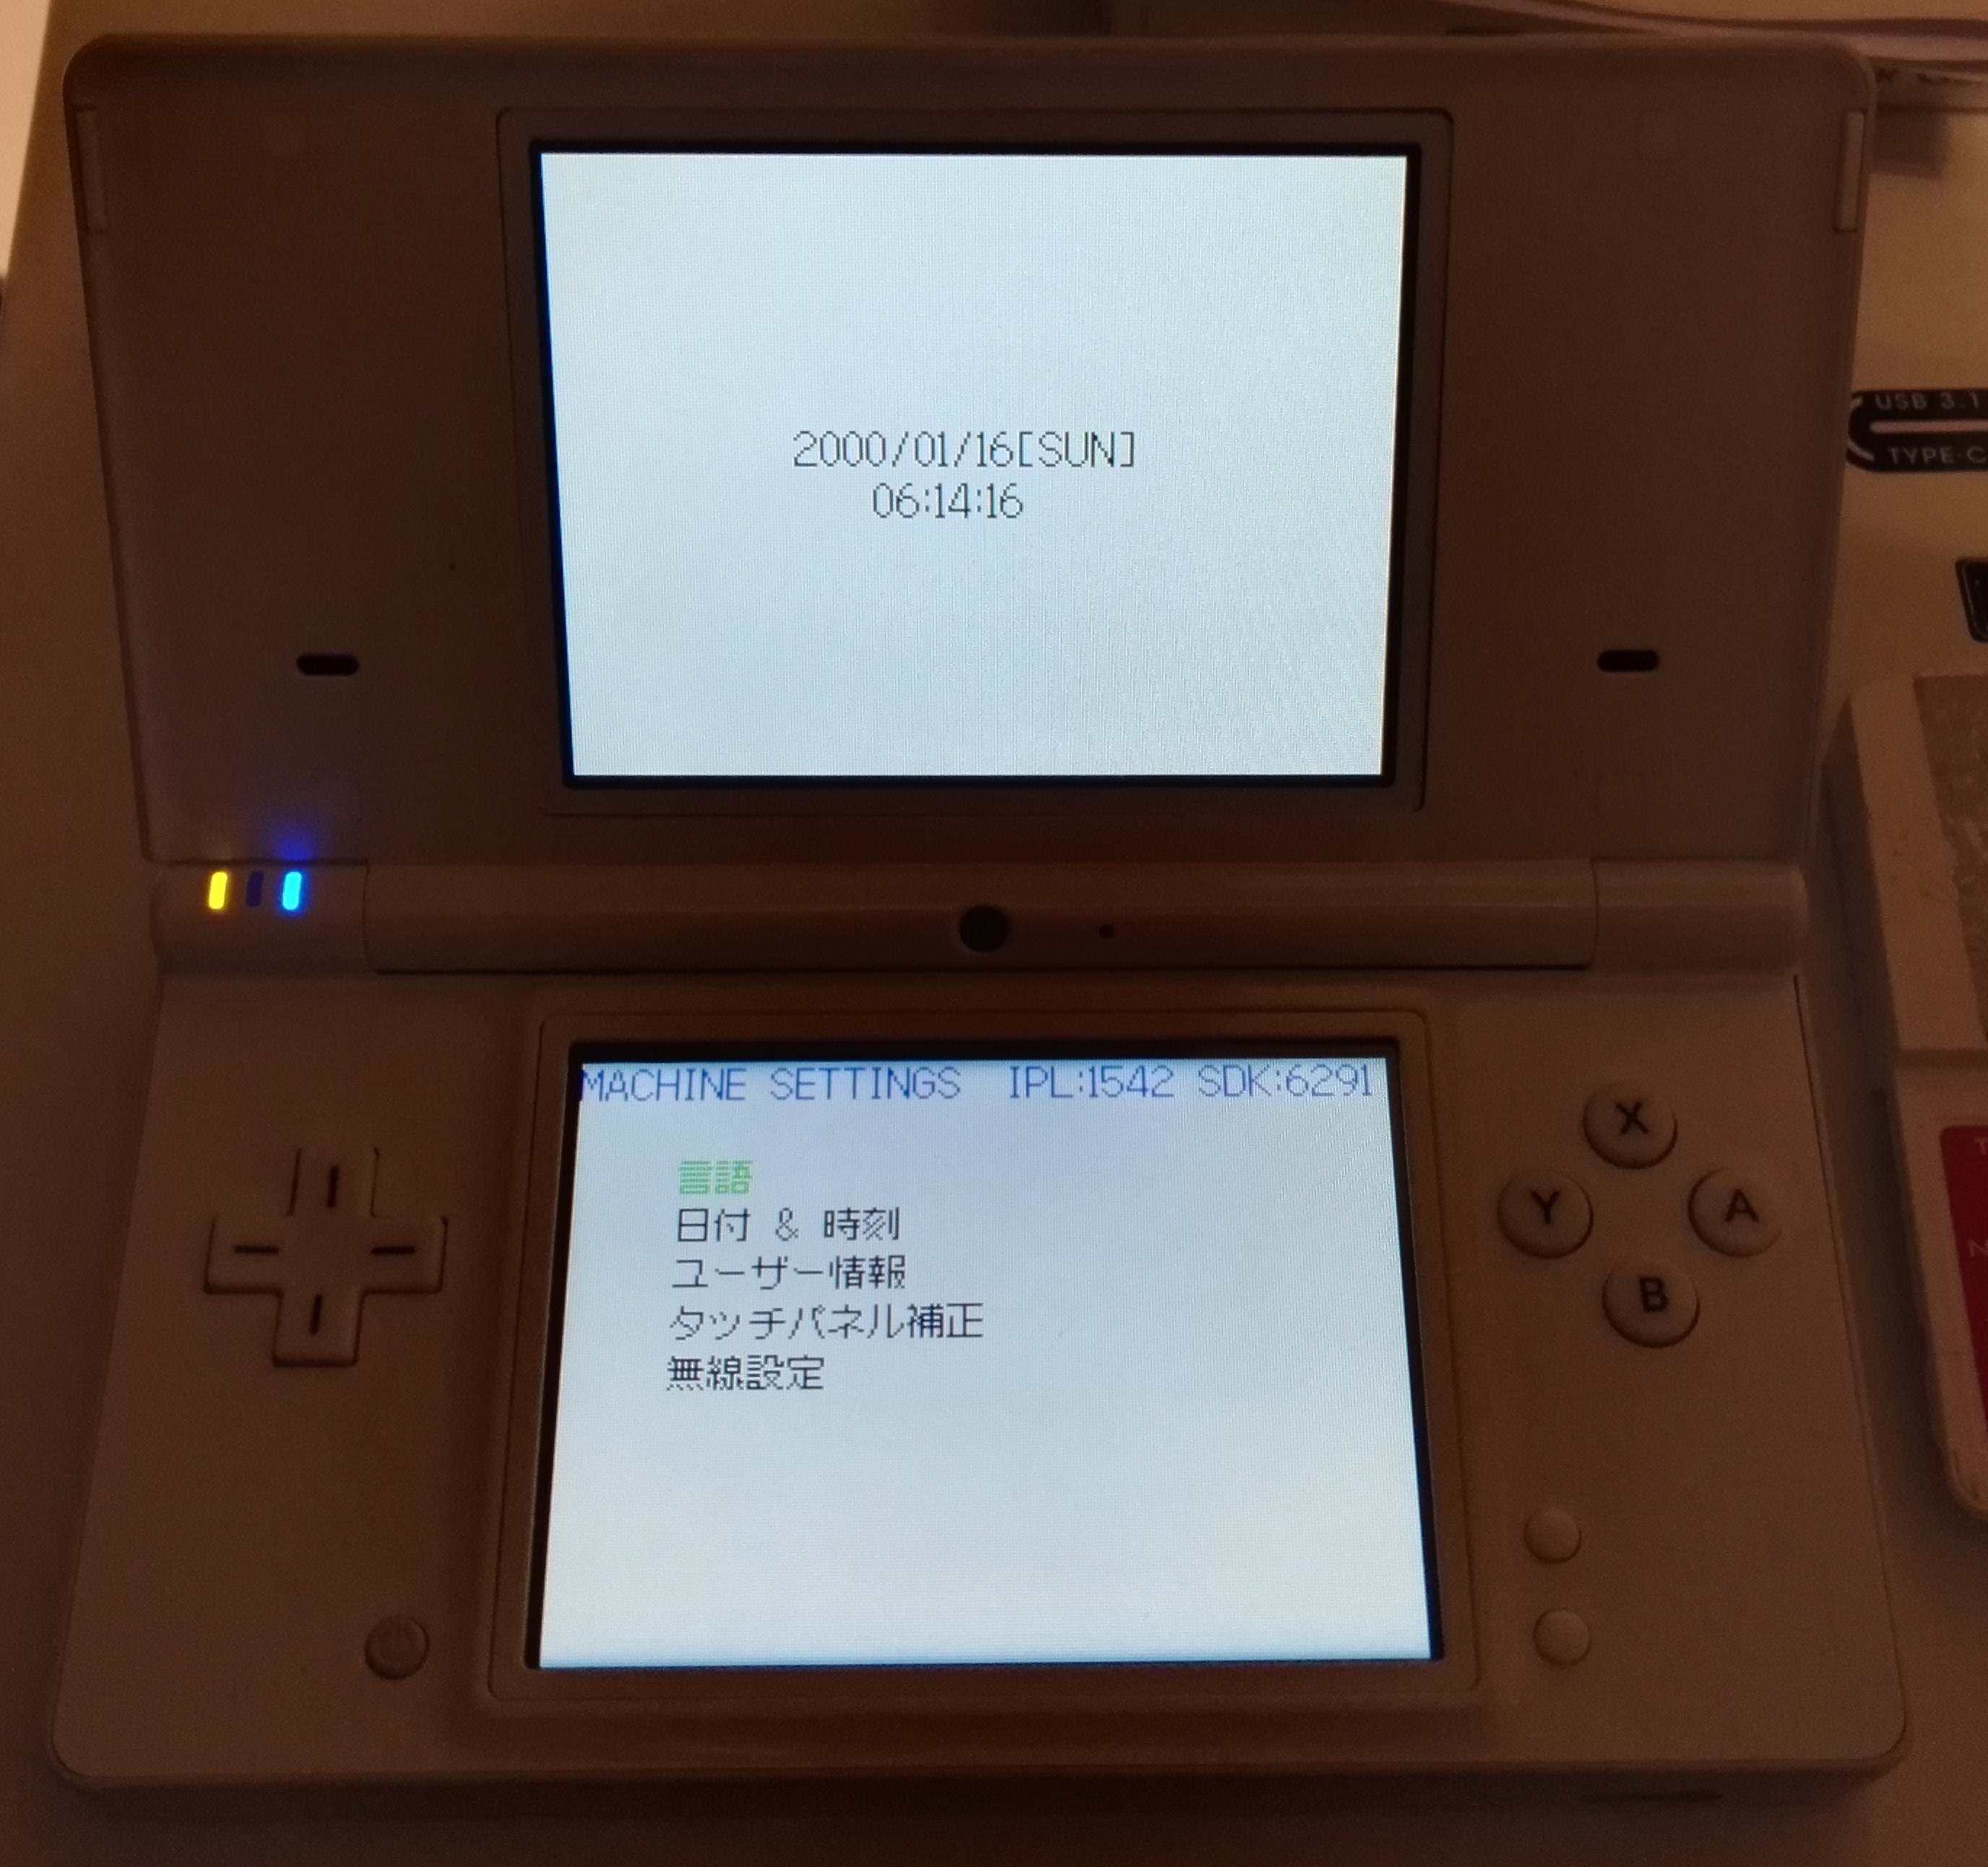 2000/01/16[SUN]
06:14:16
USB 3.1
TYPE-C
MACHINE SETTINGS IPL:1542 SDK:6291
言語
日付 & 時刻
ユーザー情報
タッチパネル補正
無線設定
X
Y
A
B